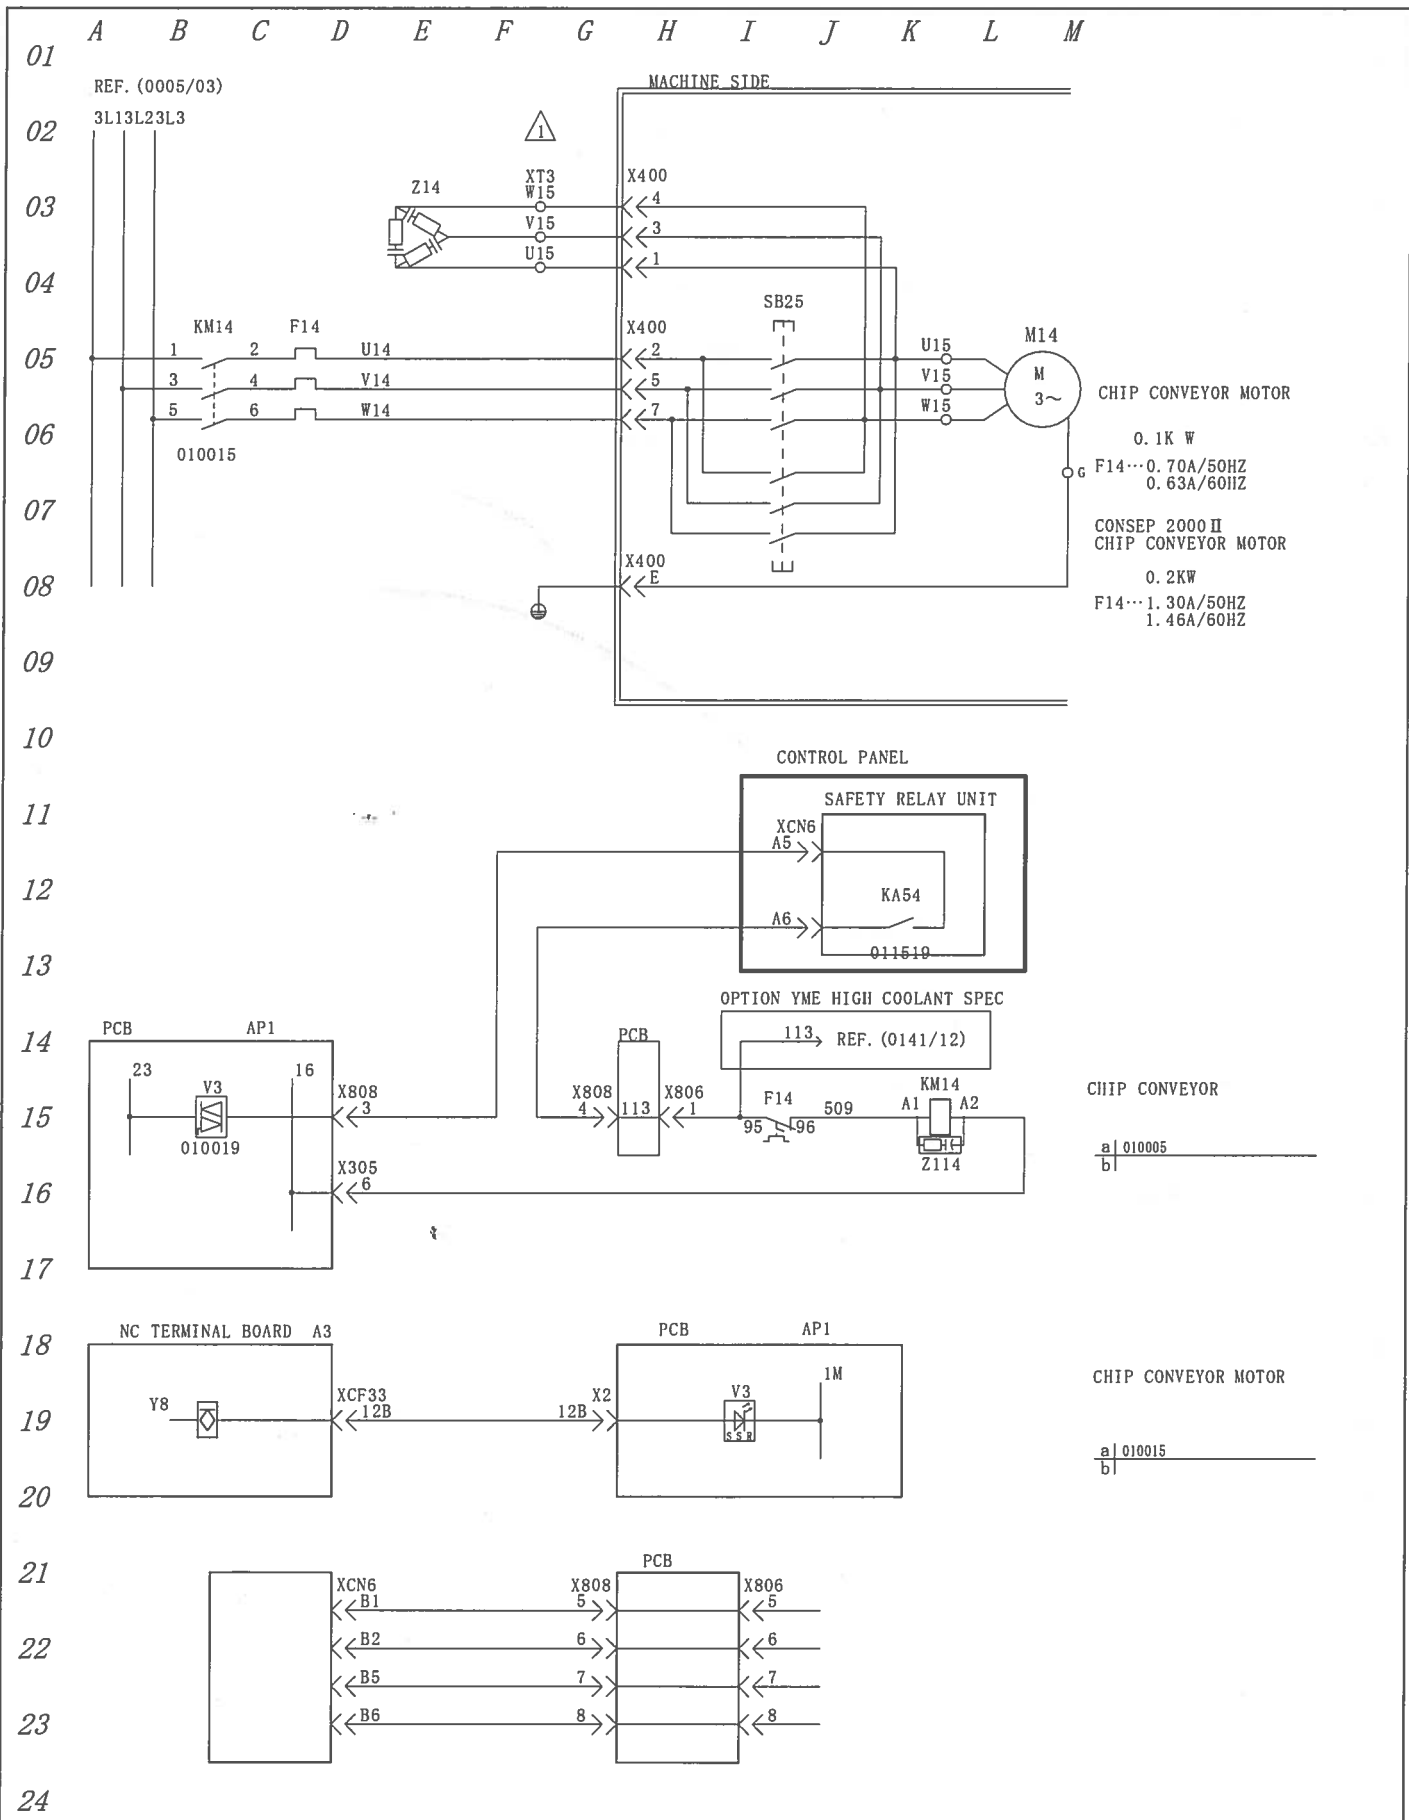 A B C D E F G H I J K L M
01
REF. (0005/03)
MACHINE SIDE
3L13L23L3
02
1
XT3
X400
Z14
W15
4
03
V15
3
U15
1
04
SB25
KM14
F14
X400
M14
1
2
U14
2
U15
05
M
3~
3
4
V14
5
V15
CHIP CONVEYOR MOTOR
5
6
W14
7
W15
06
0.1K W
010015
G
F14…0.70A/50HZ
0.63A/60HZ
07
CONSEP 2000Ⅱ
CHIP CONVEYOR MOTOR
X400
E
08
0.2KW
F14…1.30A/50HZ
1.46A/60HZ
09
10
CONTROL PANEL
11
SAFETY RELAY UNIT
XCN6
A5
12
KA54
A6
011519
13
OPTION YME HIGH COOLANT SPEC
PCB
AP1
PCB
113
REF. (0141/12)
14
23
16
V3
X808
X808
X806
F14
KM14
CHIP CONVEYOR
3
4
113
1
95
96
509
A1
A2
15
010019
Z114
a 010005
b
X305
6
16
17
NC TERMINAL BOARD A3
PCB
AP1
18
1M
CHIP CONVEYOR MOTOR
XCF33
X2
V3
Y8
12B
12B
19
SSR
a 010015
b
20
PCB
21
XCN6
X808
X806
B1
5
5
22
B2
6
6
B5
7
7
23
B6
8
8
24